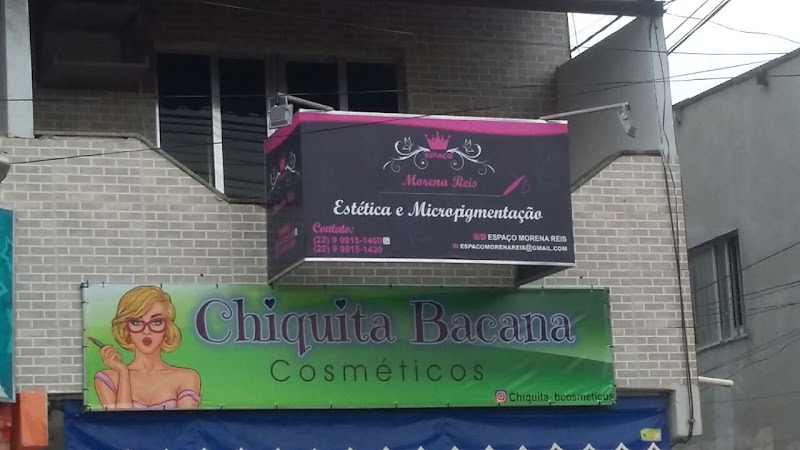 ESPAÇO
Morena Reis
Estética e Micropigmentação
Contato:
(22) 9 9915-1460
(22) 9 9915-1439
ESPAÇO MORENA REIS
ESPACOMORENAREIS@GMAIL.COM
Chiquita Bacana
Cosméticos
Chiquita_bcosmeticos